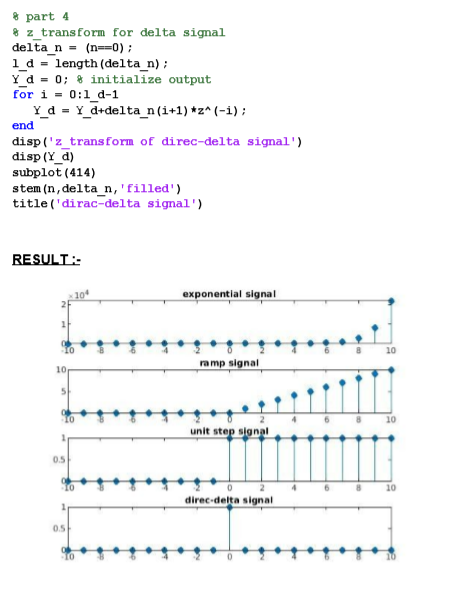 % part 4
% z_transform for delta signal
delta_n = (n==0);
l_d = length(delta_n);
Y_d = 0; % initialize output
for i = 0:l_d-1
Y_d = Y_d+delta_n(i+1)*z^(-i);
end
disp('z_transform of direc-delta signal')
disp(Y_d)
subplot(414)
stem(n,delta_n,'filled')
title('dirac-delta signal')
RESULT :-
×10^4 exponential signal
2
1
0
-10 -8 -6 -4 -2 0 2 4 6 8 10
ramp signal
10
5
0
-10 -8 -6 -4 -2 0 2 4 6 8 10
unit step signal
1
0.5
0
-10 -8 -6 -4 -2 0 2 4 6 8 10
direc-delta signal
1
0.5
0
-10 -8 -6 -4 -2 0 2 4 6 8 10